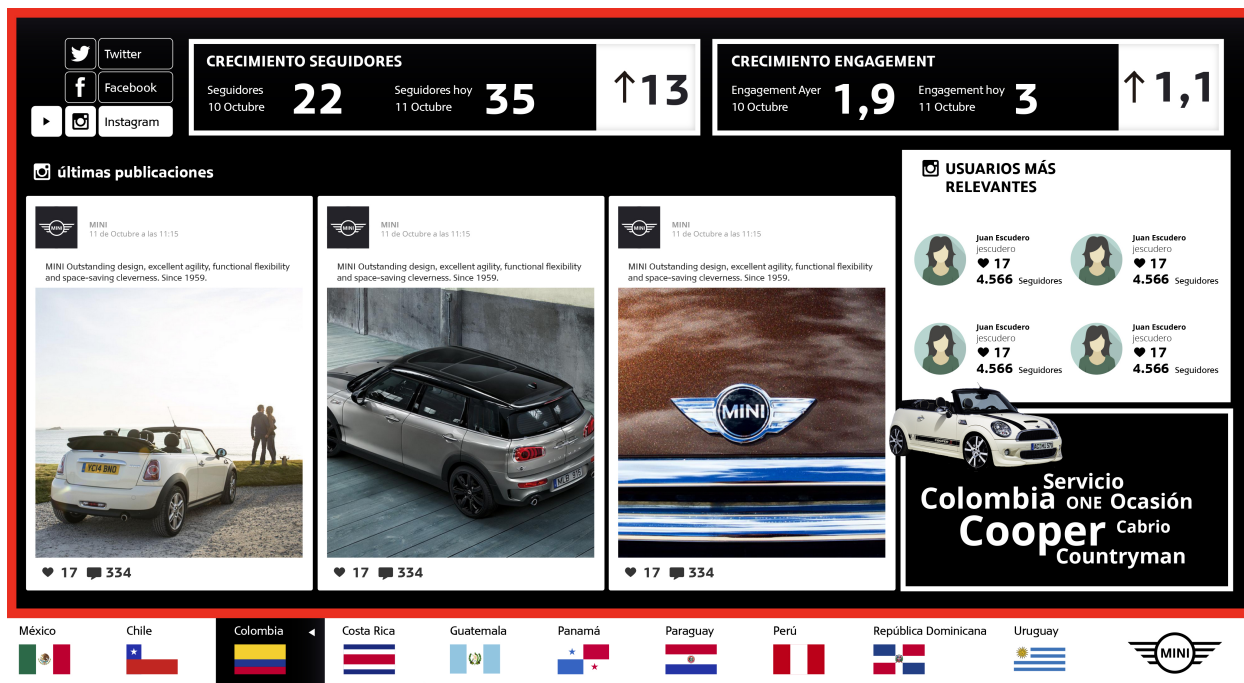 Twitter
Facebook
Instagram
CRECIMIENTO SEGUIDORES
Seguidores
10 Octubre
22
Seguidores hoy
11 Octubre
35
↑13
CRECIMIENTO ENGAGEMENT
Engagement Ayer
10 Octubre
1,9
Engagement hoy
11 Octubre
3
↑1,1
últimas publicaciones
MINI
MINI
11 de Octubre a las 11:15
MINI Outstanding design, excellent agility, functional flexibility
and space-saving cleverness. Since 1959.
YC14 BND
17 334
MINI
MINI
11 de Octubre a las 11:15
MINI Outstanding design, excellent agility, functional flexibility
and space-saving cleverness. Since 1959.
17 334
MINI
MINI
11 de Octubre a las 11:15
MINI Outstanding design, excellent agility, functional flexibility
and space-saving cleverness. Since 1959.
MINI
17 334
USUARIOS MÁS
RELEVANTES
Juan Escudero
jescudero
17
4.566 Seguidores
Juan Escudero
jescudero
17
4.566 Seguidores
Juan Escudero
jescudero
17
4.566 Seguidores
Juan Escudero
jescudero
17
4.566 Seguidores
Servicio
Colombia ONE Ocasión
Cooper Cabrio
Countryman
México
Chile
Colombia
Costa Rica
Guatemala
Panamá
Paraguay
Perú
República Dominicana
Uruguay
MINI